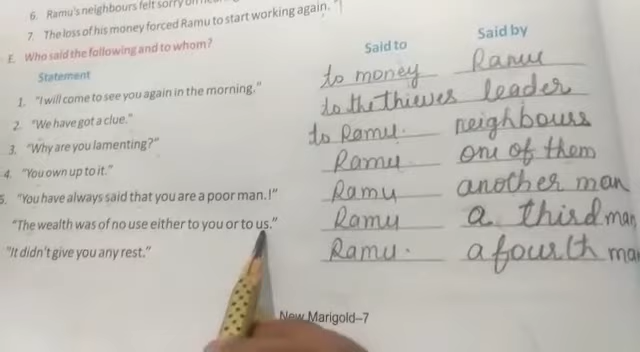 6. Ramu's neighbours felt sorry on
7. The loss of his money forced Ramu to start working again.
E. Who said the following and to whom?
Statement Said to Said by
1. "I will come to see you again in the morning." to money Ramu
2. "We have got a clue." to the thieves leader
3. "Why are you lamenting?" to Ramu. neighbours
4. "You own up to it." Ramu one of them
5. "You have always said that you are a poor man.!" Ramu another man
"The wealth was of no use either to you or to us." Ramu a third man
"It didn't give you any rest." Ramu. a fourth ma
New Marigold–7